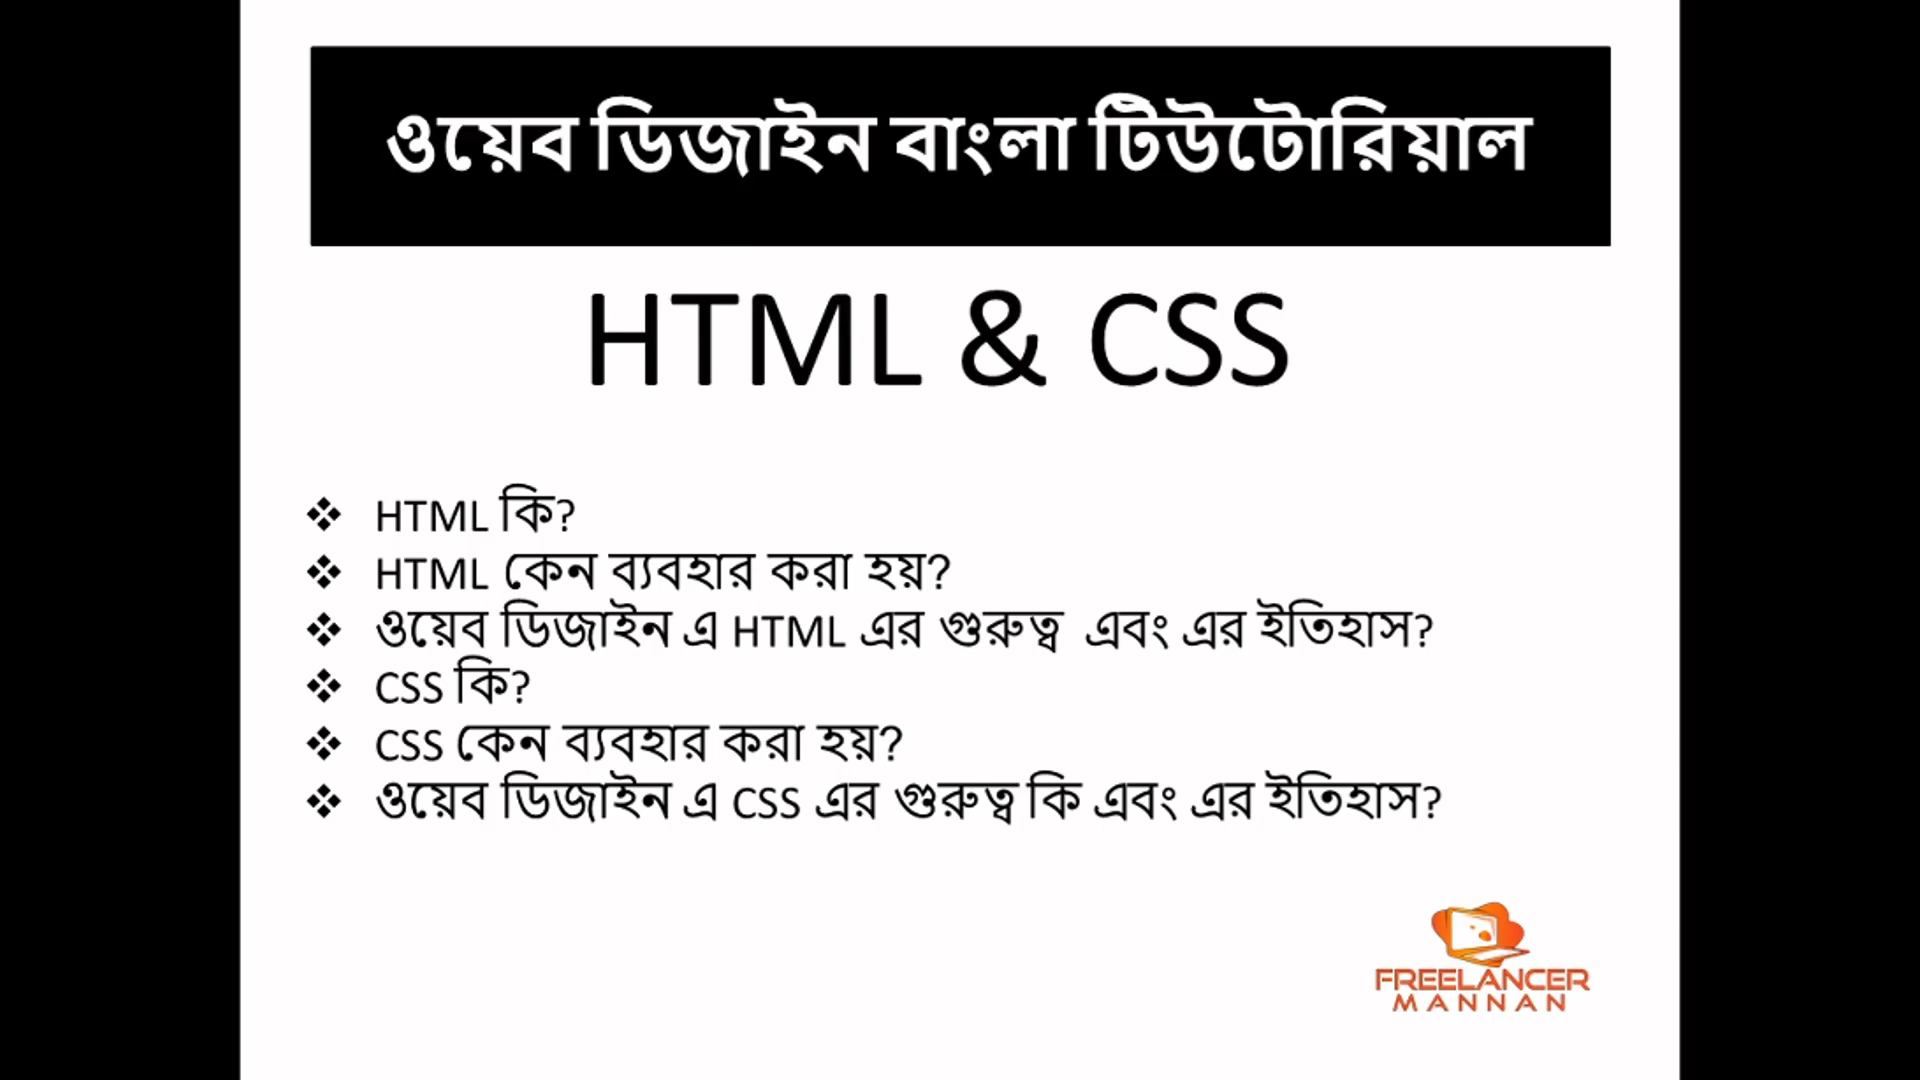 ওয়েব ডিজাইন বাংলা টিউটোরিয়াল
HTML & CSS
❖ HTML কি?
❖ HTML কেন ব্যবহার করা হয়?
❖ ওয়েব ডিজাইন এ HTML এর গুরুত্ব এবং এর ইতিহাস?
❖ CSS কি?
❖ CSS কেন ব্যবহার করা হয়?
❖ ওয়েব ডিজাইন এ CSS এর গুরুত্ব কি এবং এর ইতিহাস?
FREELANCER
MANNAN